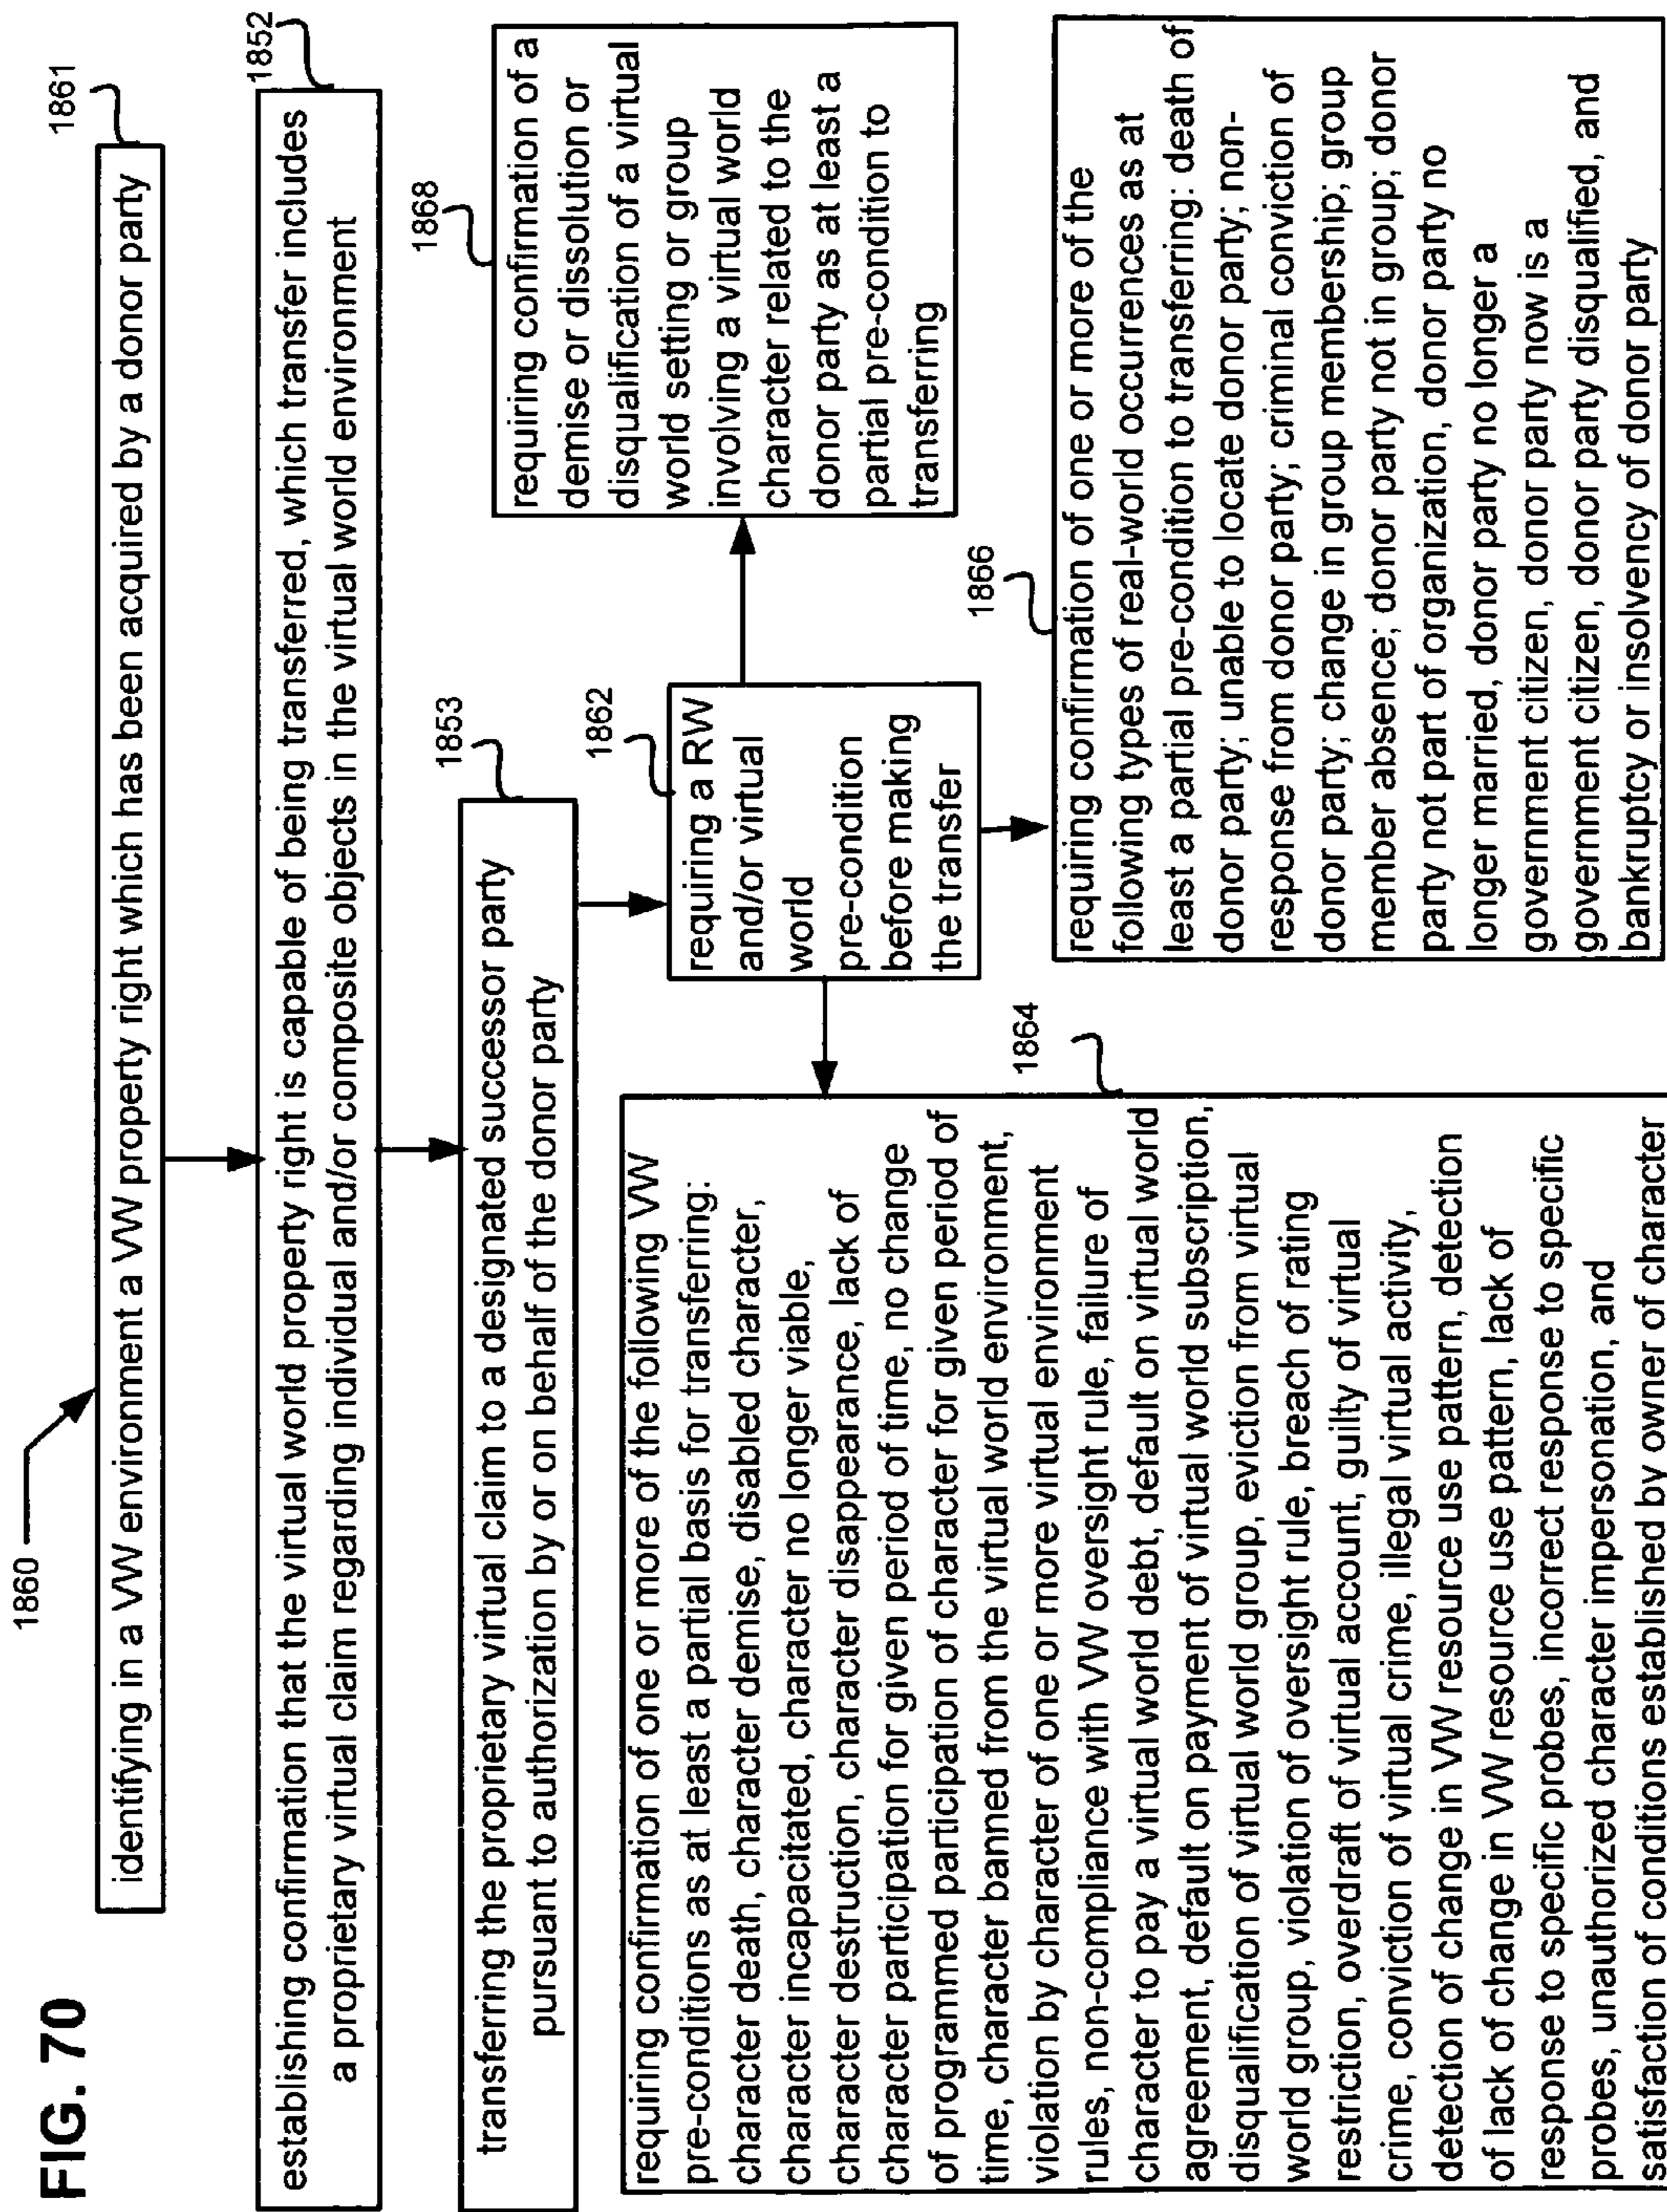 FIG. 70
1860
1861
identifying in a VW environment a VW property right which has been acquired by a donor party
1852
establishing confirmation that the virtual world property right is capable of being transferred, which transfer includes
a proprietary virtual claim regarding individual and/or composite objects in the virtual world environment
1853
transferring the proprietary virtual claim to a designated successor party
pursuant to authorization by or on behalf of the donor party
1862
requiring a RW
and/or virtual
world
pre-condition
before making
the transfer
1868
requiring confirmation of a
demise or dissolution or
disqualification of a virtual
world setting or group
involving a virtual world
character related to the
donor party as at least a
partial pre-condition to
transferring
1864
requiring confirmation of one or more of the following VW
pre-conditions as at least a partial basis for transferring:
character death, character demise, disabled character,
character incapacitated, character no longer viable,
character destruction, character disappearance, lack of
character participation for given period of time, no change
of programmed participation of character for given period of
time, character banned from the virtual world environment,
violation by character of one or more virtual environment
rules, non-compliance with VW oversight rule, failure of
character to pay a virtual world debt, default on virtual world
agreement, default on payment of virtual world subscription,
disqualification of virtual world group, eviction from virtual
world group, violation of oversight rule, breach of rating
restriction, overdraft of virtual account, guilty of virtual
crime, conviction of virtual crime, illegal virtual activity,
detection of change in VW resource use pattern, detection
of lack of change in VW resource use pattern, lack of
response to specific probes, incorrect response to specific
probes, unauthorized character impersonation, and
satisfaction of conditions established by owner of character
1866
requiring confirmation of one or more of the
following types of real-world occurrences as at
least a partial pre-condition to transferring: death of
donor party; unable to locate donor party; non-
response from donor party; criminal conviction of
donor party; change in group membership; group
member absence; donor party not in group; donor
party not part of organization, donor party no
longer married, donor party no longer a
government citizen, donor party now is a
government citizen, donor party disqualified, and
bankruptcy or insolvency of donor party